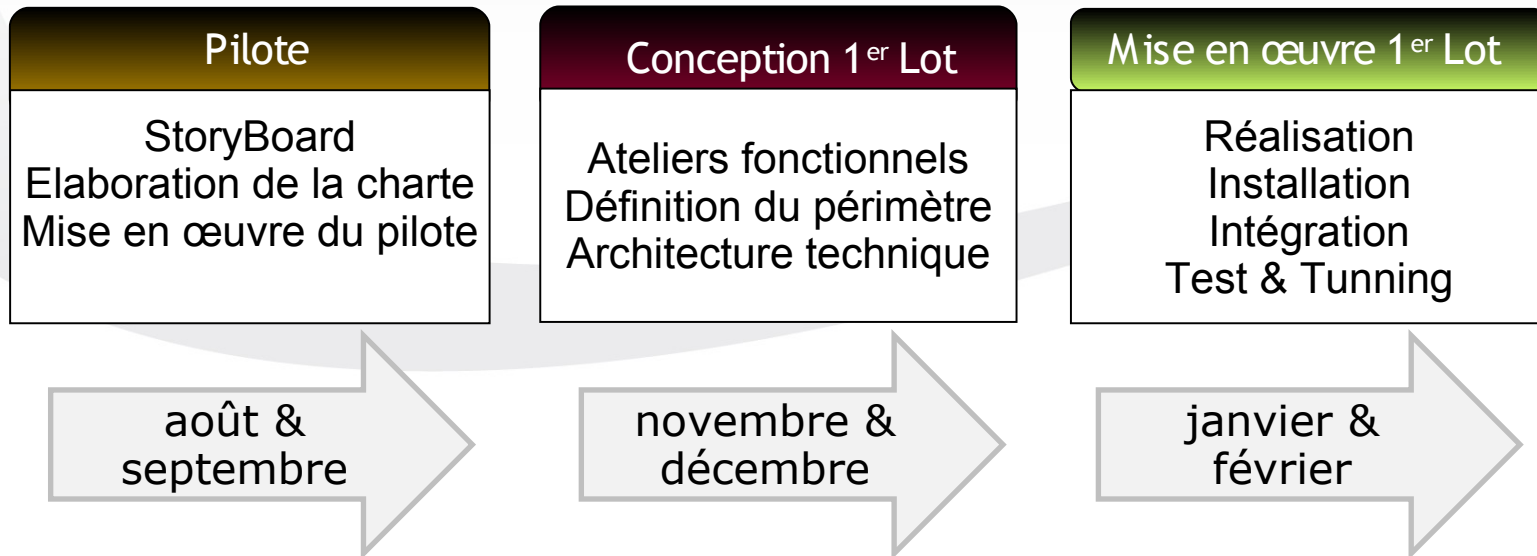 Pilote
StoryBoard
Elaboration de la charte
Mise en œuvre du pilote
août &
septembre
Conception 1er Lot
Ateliers fonctionnels
Définition du périmètre
Architecture technique
novembre &
décembre
Mise en œuvre 1er Lot
Réalisation
Installation
Intégration
Test & Tunning
janvier &
février